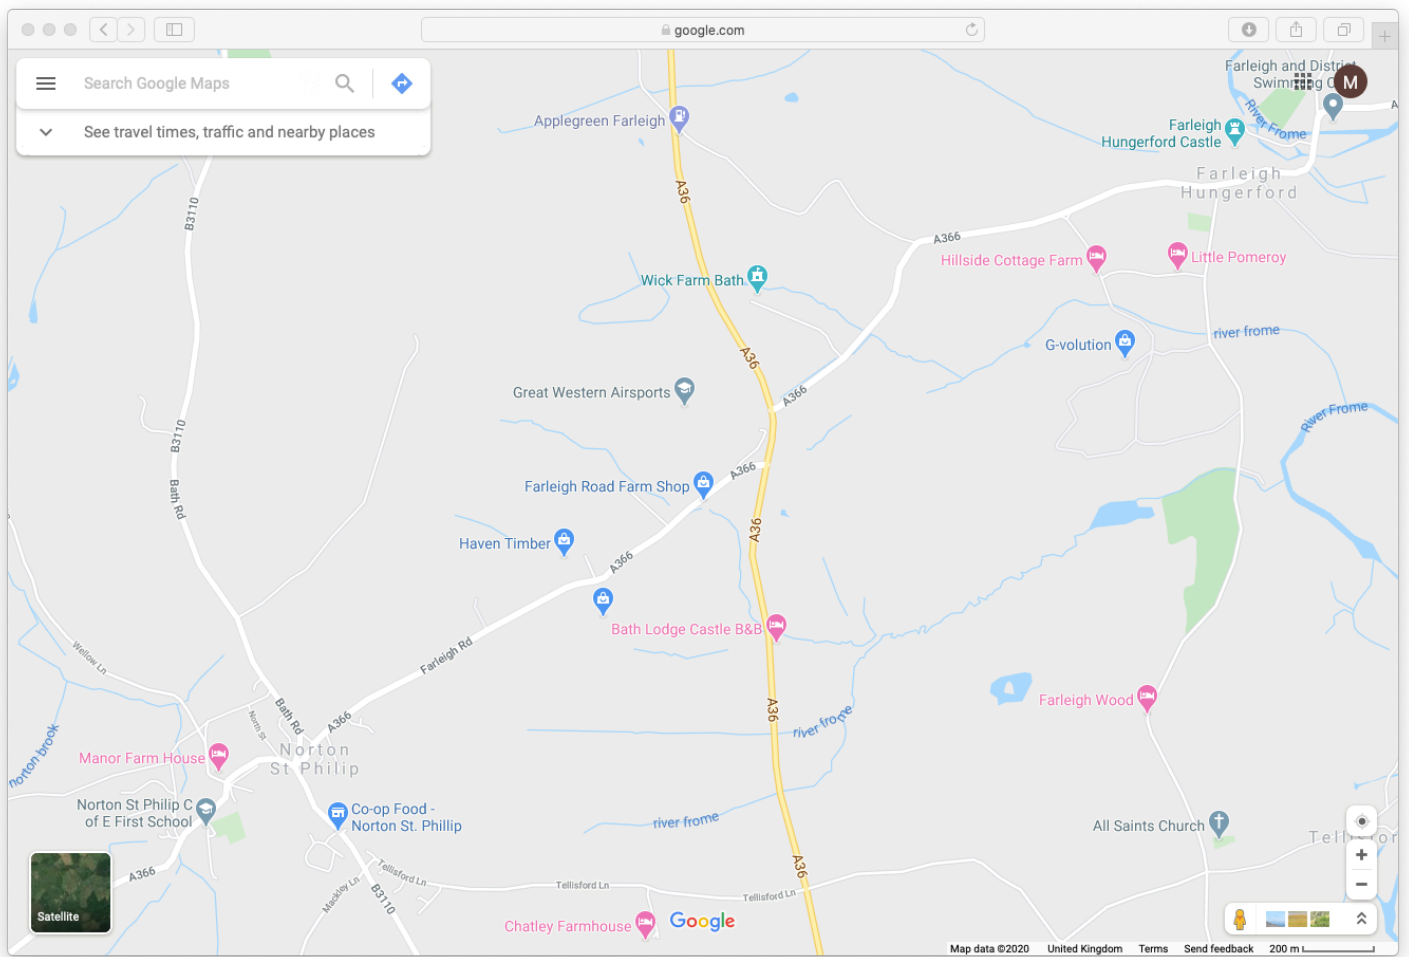 google.com
Search Google Maps
See travel times, traffic and nearby places
M
Farleigh and District
Swimming C
Applegreen Farleigh
River Frome
Farleigh
Hungerford Castle
Farleigh
Hungerford
A36
B3110
A366
Hillside Cottage Farm
Little Pomeroy
Wick Farm Bath
river frome
G-volution
A36
Great Western Airsports
A366
River Frome
B3110
Bath Rd
A366
Farleigh Road Farm Shop
A36
Haven Timber
A366
Bath Lodge Castle B&B
Farleigh Rd
Wellow Ln
Farleigh Wood
A36
river frome
North St
Bath Rd
A366
norton brook
Manor Farm House
Norton
St Philip
Norton St Philip C
of E First School
Co-op Food -
Norton St. Phillip
river frome
All Saints Church
Tellisfor
A366
Mackley Ln
Tellisford Ln
B3110
Tellisford Ln
Tellisford Ln
A36
Satellite
Chatley Farmhouse
Google
Map data ©2020
United Kingdom
Terms
Send feedback
200 m